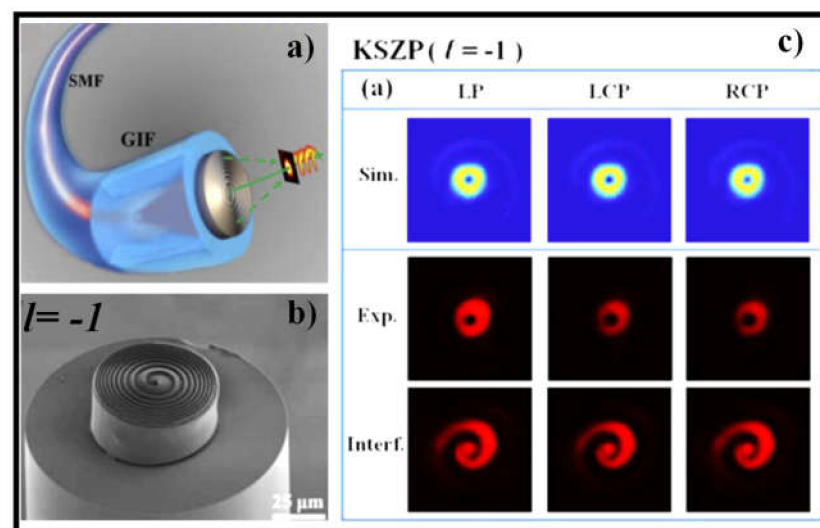 a)
SMF
GIF
l= -1
b)
25 μm
KSZP ( l = -1)
c)
(a) LP LCP RCP
Sim.
Exp.
Interf.